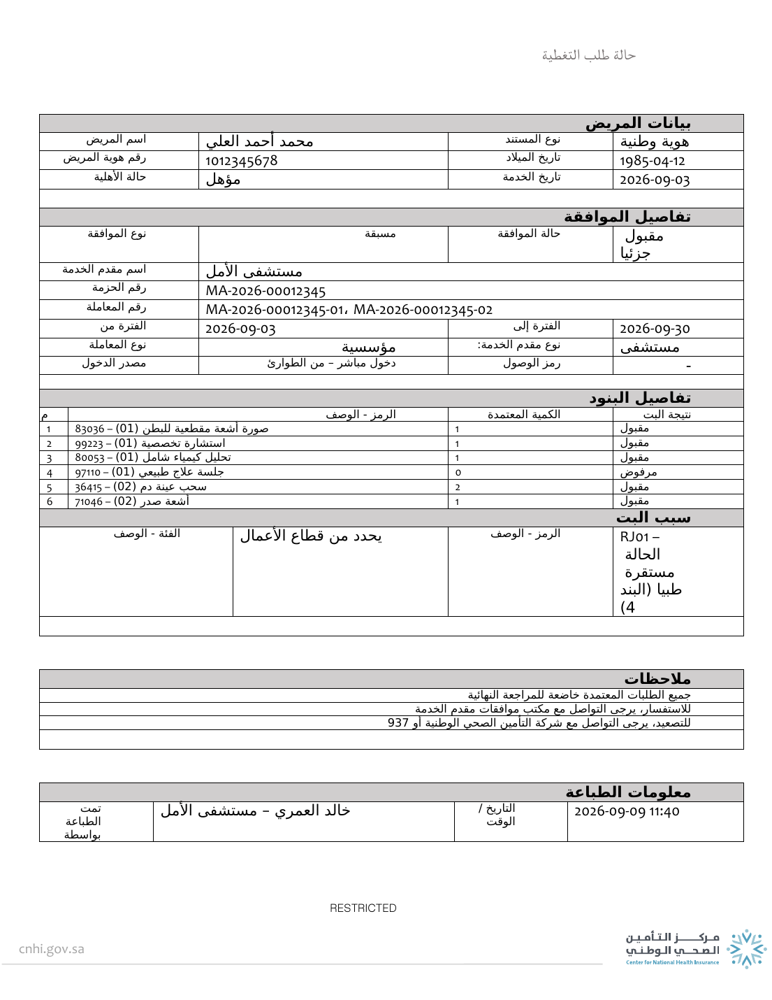 حالة طلب التغطية
بيانات المريض
اسم المريض محمد أحمد العلي نوع المستند هوية وطنية
رقم هوية المريض 1012345678 تاريخ الميلاد 1985-04-12
حالة الأهلية مؤهل تاريخ الخدمة 2026-09-03
تفاصيل الموافقة
نوع الموافقة مسبقة حالة الموافقة مقبول
جزئيا
اسم مقدم الخدمة مستشفى الأمل
رقم الحزمة MA-2026-00012345
رقم المعاملة MA-2026-00012345-01، MA-2026-00012345-02
الفترة من 2026-09-03 الفترة إلى 2026-09-30
نوع المعاملة مؤسسية نوع مقدم الخدمة: مستشفى
مصدر الدخول دخول مباشر – من الطوارئ رمز الوصول -
تفاصيل البنود
م الرمز - الوصف الكمية المعتمدة نتيجة البت
1 83036 – (01) صورة أشعة مقطعية للبطن 1 مقبول
2 99223 – (01) استشارة تخصصية 1 مقبول
3 80053 – (01) تحليل كيمياء شامل 1 مقبول
4 97110 – (01) جلسة علاج طبيعي 0 مرفوض
5 36415 – (02) سحب عينة دم 2 مقبول
6 71046 – (02) أشعة صدر 1 مقبول
سبب البت
الفئة - الوصف يحدد من قطاع الأعمال الرمز - الوصف RJ01 –
الحالة
مستقرة
طبيا (البند
4)
ملاحظات
جميع الطلبات المعتمدة خاضعة للمراجعة النهائية
للاستفسار، يرجى التواصل مع مكتب موافقات مقدم الخدمة
للتصعيد، يرجى التواصل مع شركة التأمين الصحي الوطنية أو 937
معلومات الطباعة
تمت
الطباعة
بواسطة
خالد العمري – مستشفى الأمل
التاريخ /
الوقت
2026-09-09 11:40
RESTRICTED
cnhi.gov.sa
مركز التأمين
الصحي الوطني
Center for National Health Insurance